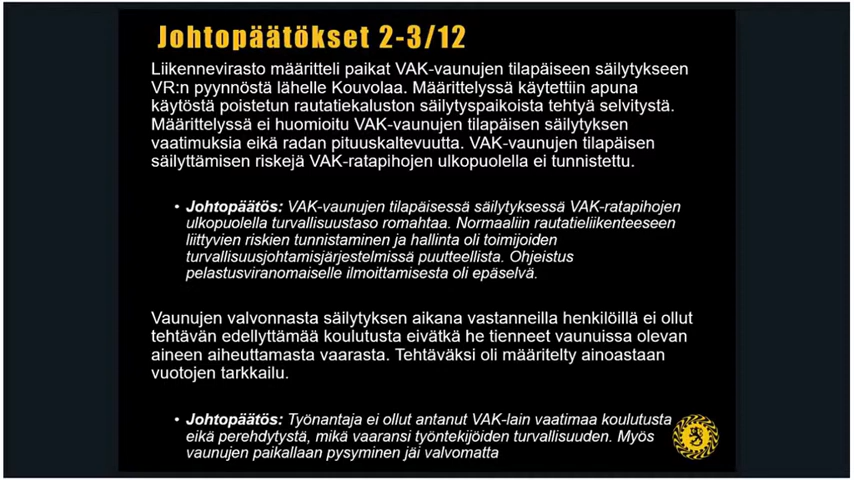 Johtopäätökset 2-3/12
Liikennevirasto määritteli paikat VAK-vaunujen tilapäiseen säilytykseen
VR:n pyynnöstä lähelle Kouvolaa. Määrittelyssä käytettiin apuna
käytöstä poistetun rautatiekaluston säilytyspaikoista tehtyä selvitystä.
Määrittelyssä ei huomioitu VAK-vaunujen tilapäisen säilytyksen
vaatimuksia eikä radan pituuskaltevuutta. VAK-vaunujen tilapäisen
säilyttämisen riskejä VAK-ratapihojen ulkopuolella ei tunnistettu.
• Johtopäätös: VAK-vaunujen tilapäisessä säilytyksessä VAK-ratapihojen
ulkopuolella turvallisuustaso romahtaa. Normaaliin rautatieliikenteeseen
liittyvien riskien tunnistaminen ja hallinta oli toimijoiden
turvallisuusjohtamisjärjestelmissä puutteellista. Ohjeistus
pelastusviranomaiselle ilmoittamisesta oli epäselvä.
Vaunujen valvonnasta säilytyksen aikana vastanneilla henkilöillä ei ollut
tehtävän edellyttämää koulutusta eivätkä he tienneet vaunuissa olevan
aineen aiheuttamasta vaarasta. Tehtäväksi oli määritelty ainoastaan
vuotojen tarkkailu.
• Johtopäätös: Työnantaja ei ollut antanut VAK-lain vaatimaa koulutusta
eikä perehdytystä, mikä vaaransi työntekijöiden turvallisuuden. Myös
vaunujen paikallaan pysyminen jäi valvomatta